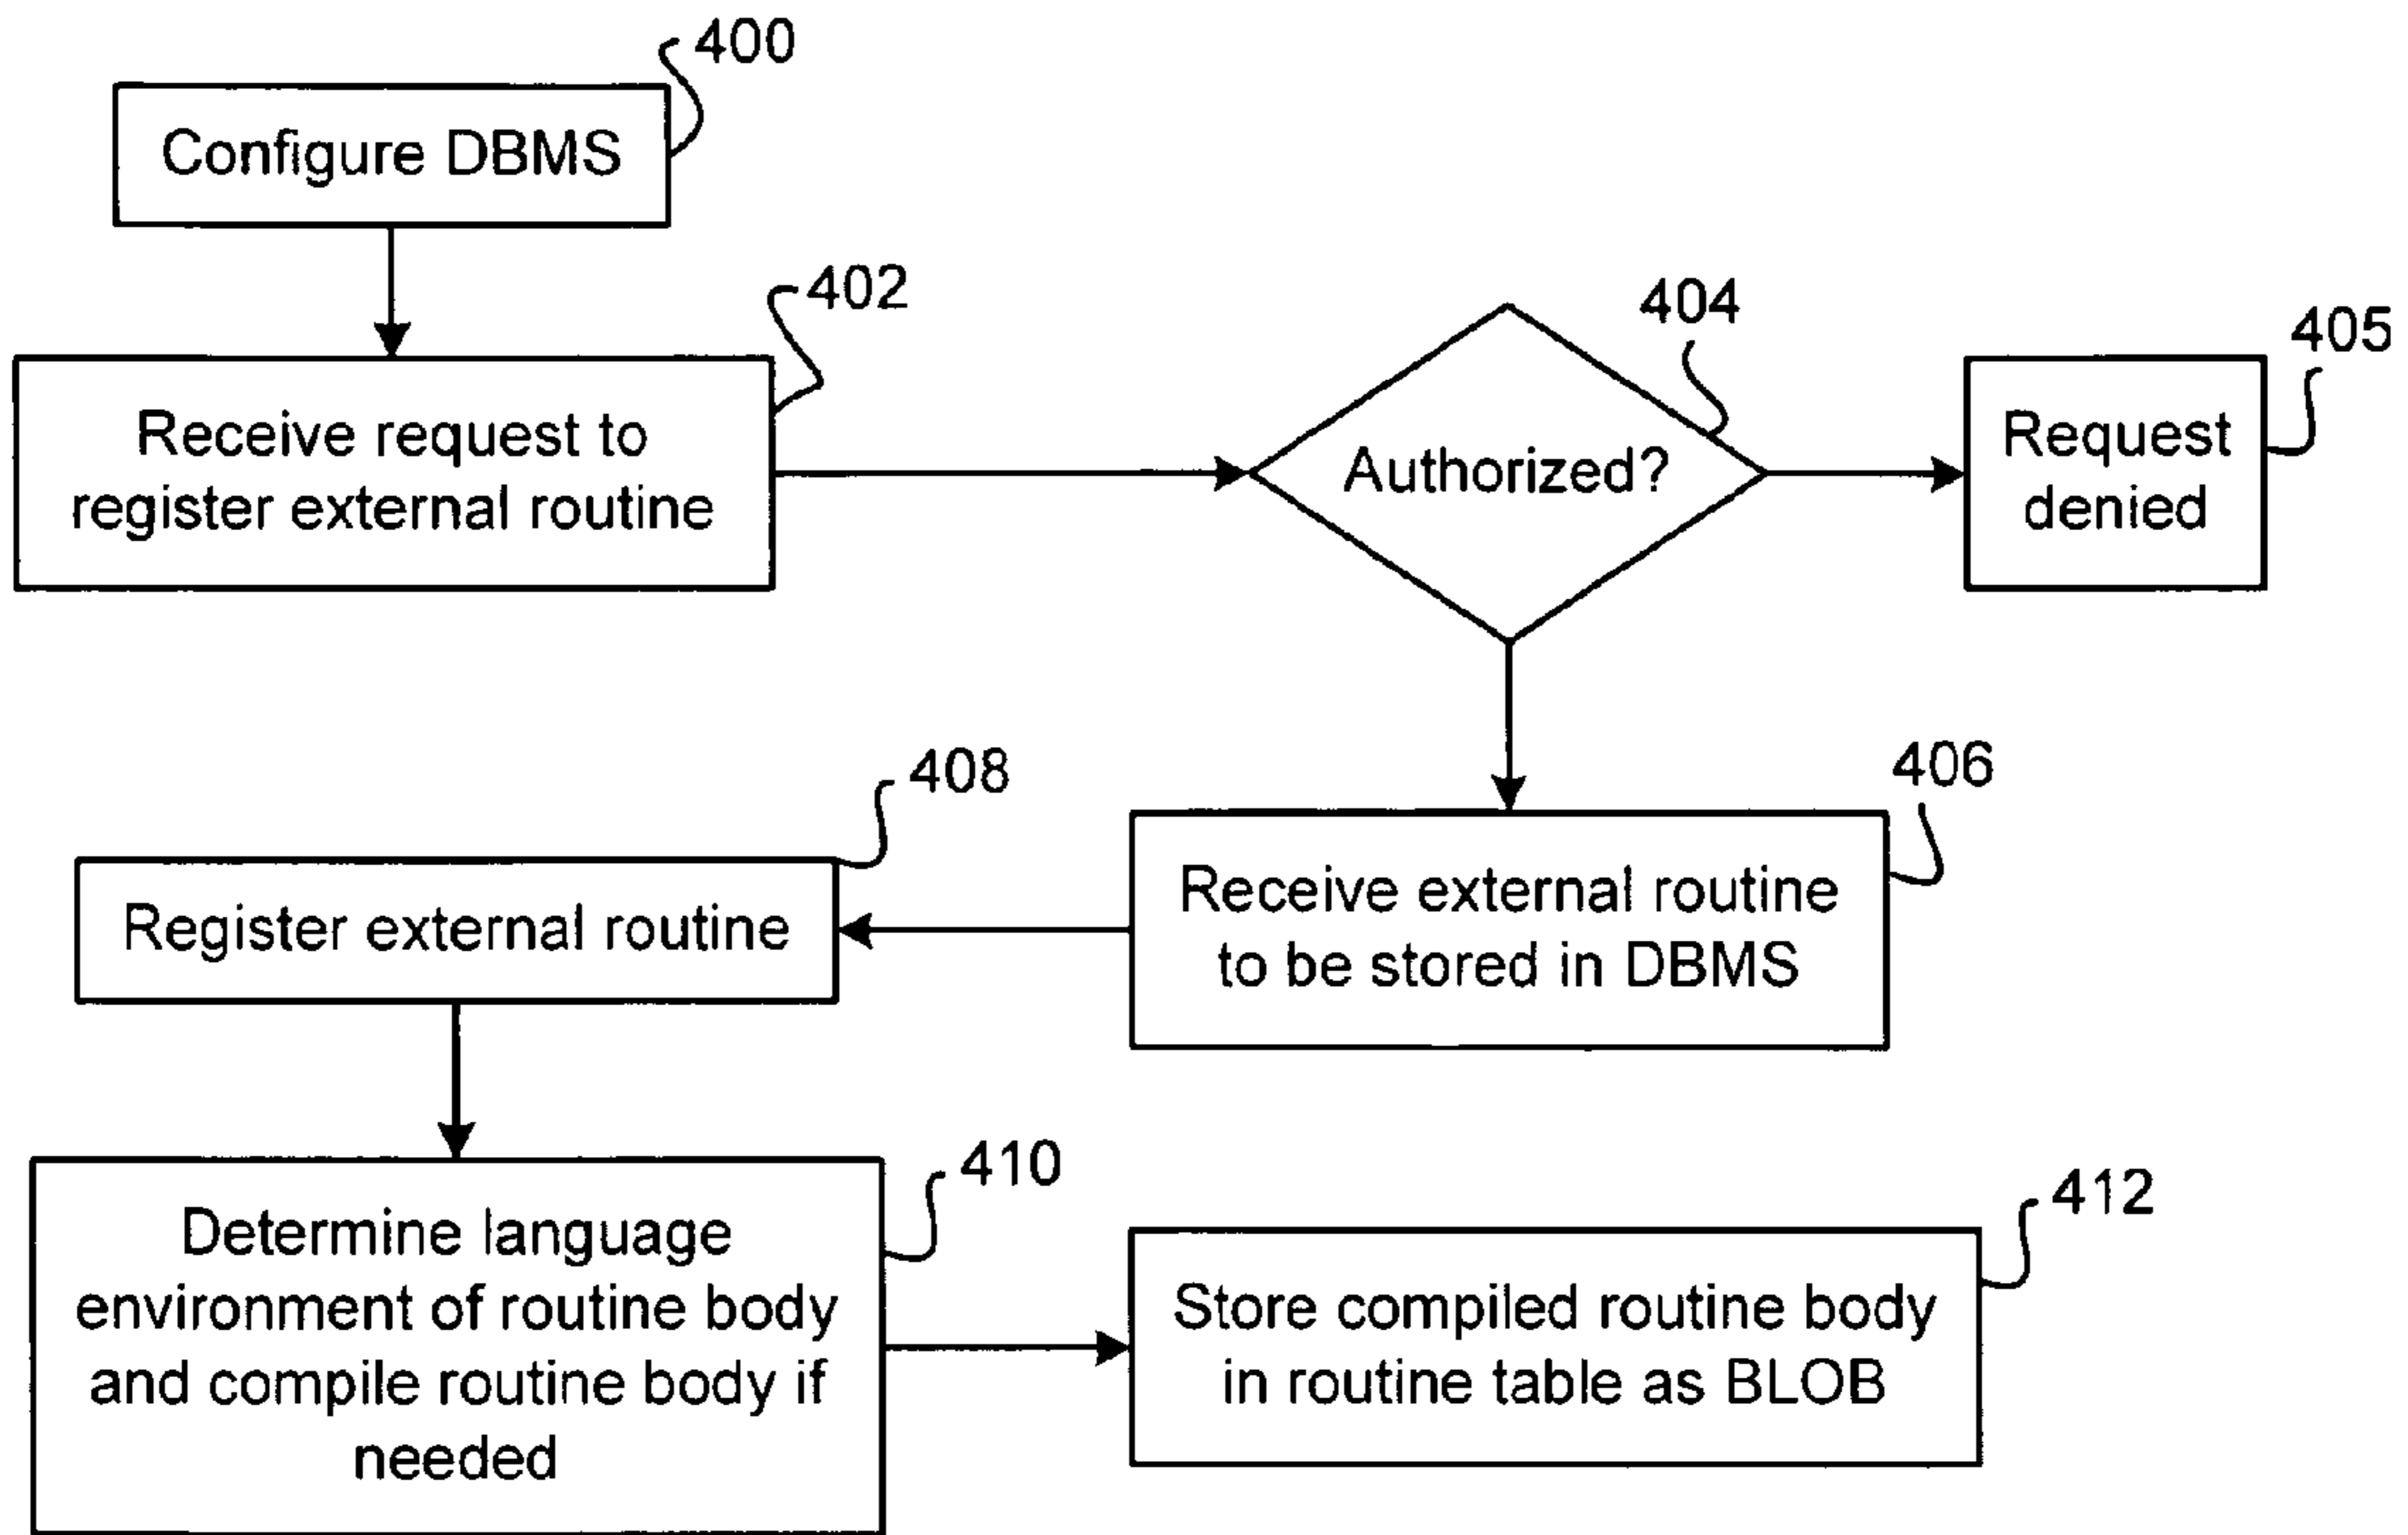 400
Configure DBMS
402
Receive request to
register external routine
404
Authorized?
405
Request
denied
406
Receive external routine
to be stored in DBMS
408
Register external routine
410
Determine language
environment of routine body
and compile routine body if
needed
412
Store compiled routine body
in routine table as BLOB